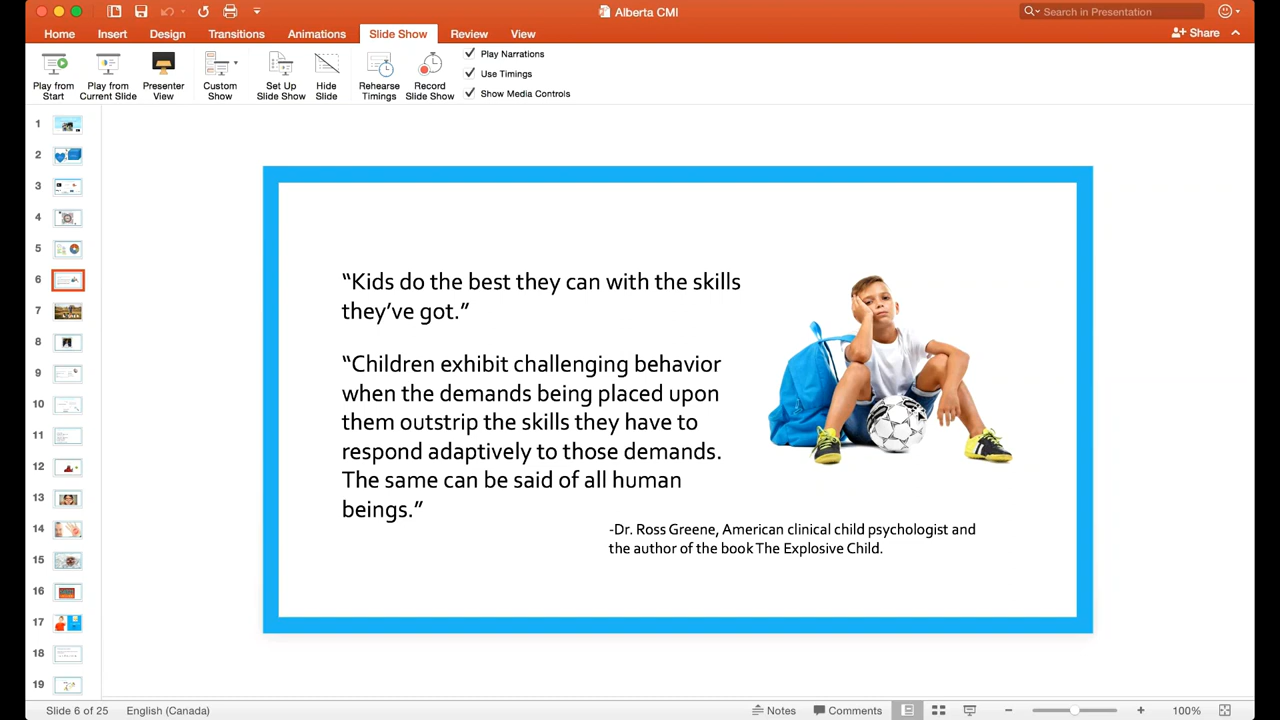 Alberta CMI
Search in Presentation
Home Insert Design Transitions Animations Slide Show Review View
Share
Play from Start
Play from Current Slide
Presenter View
Custom Show
Set Up Slide Show
Hide Slide
Rehearse Timings
Record Slide Show
Play Narrations
Use Timings
Show Media Controls
1
2
3
4
5
6
7
8
9
10
11
12
13
14
15
16
17
18
19
“Kids do the best they can with the skills
they’ve got.”
“Children exhibit challenging behavior
when the demands being placed upon
them outstrip the skills they have to
respond adaptively to those demands.
The same can be said of all human
beings.”
-Dr. Ross Greene, American clinical child psychologist and
the author of the book The Explosive Child.
Slide 6 of 25 English (Canada) Notes Comments 100%